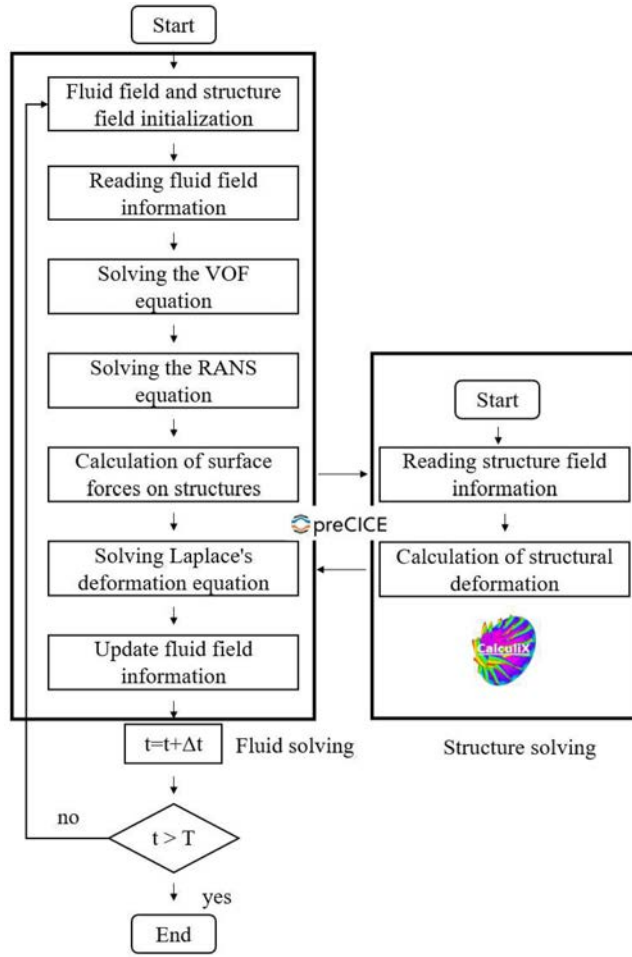 Start
Fluid field and structure
field initialization
Reading fluid field
information
Solving the VOF
equation
Solving the RANS
equation
Calculation of surface
forces on structures
Solving Laplace's
deformation equation
Update fluid field
information
t=t+Δt
Fluid solving
no
t > T
yes
End
preCICE
Start
Reading structure field
information
Calculation of structural
deformation
CalculiX
Structure solving